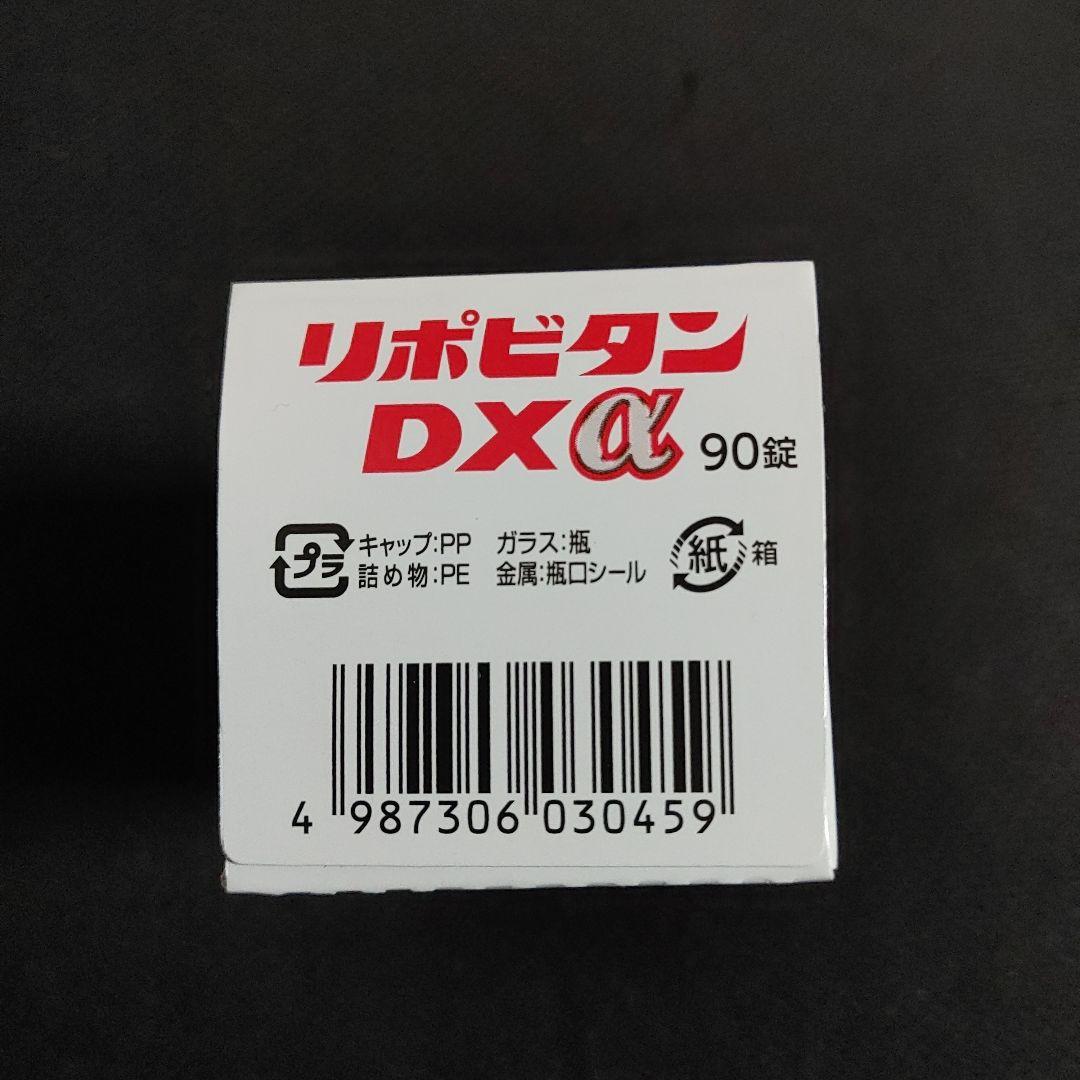 リポビタン
DXα 90錠
プラ キャップ:PP ガラス:瓶 紙 箱
詰め物:PE 金属:瓶口シール
4 987306 030459